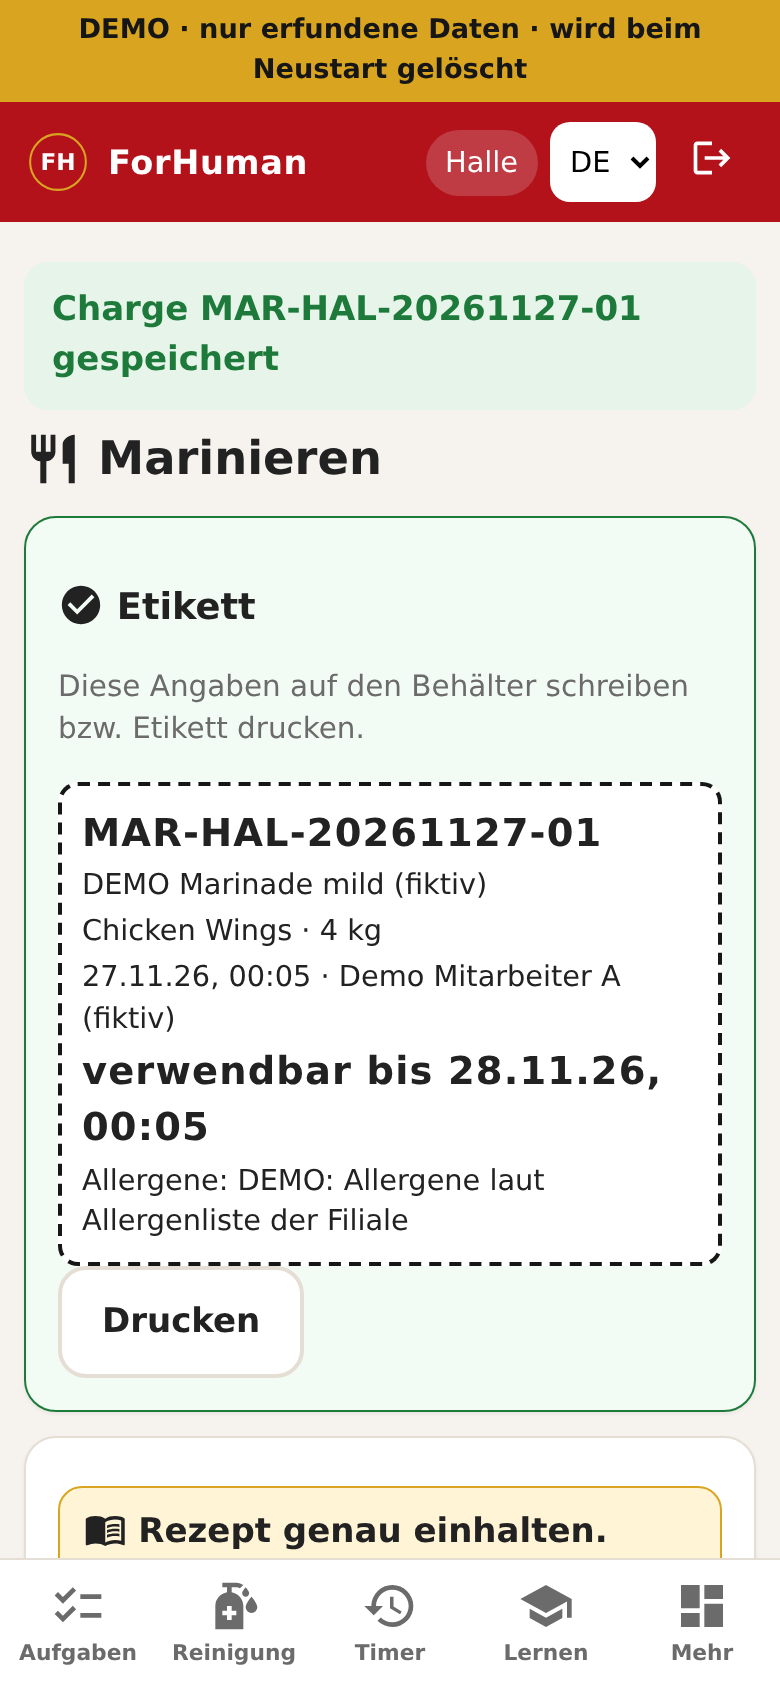 DEMO · nur erfundene Daten · wird beim
Neustart gelöscht
FH ForHuman Halle DE
Charge MAR-HAL-20261127-01
gespeichert
Marinieren
Etikett
Diese Angaben auf den Behälter schreiben
bzw. Etikett drucken.
MAR-HAL-20261127-01
DEMO Marinade mild (fiktiv)
Chicken Wings · 4 kg
27.11.26, 00:05 · Demo Mitarbeiter A
(fiktiv)
verwendbar bis 28.11.26,
00:05
Allergene: DEMO: Allergene laut
Allergenliste der Filiale
Drucken
Rezept genau einhalten.
Aufgaben Reinigung Timer Lernen Mehr